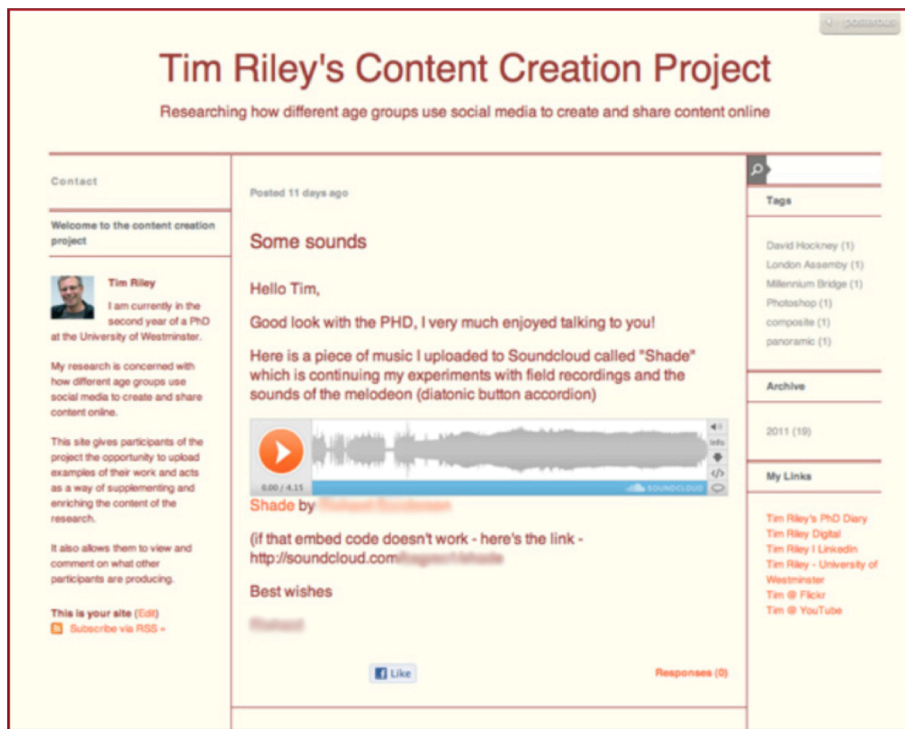 posterous
Tim Riley's Content Creation Project
Researching how different age groups use social media to create and share content online
Contact
Welcome to the content creation
project
Tim Riley
I am currently in the
second year of a PhD
at the University of Westminster.
My research is concerned with
how different age groups use
social media to create and share
content online.
This site gives participants of the
project the opportunity to upload
examples of their work and acts
as a way of supplementing and
enriching the content of the
research.
It also allows them to view and
comment on what other
participants are producing.
This is your site (Edit)
Subscribe via RSS »
Posted 11 days ago
Some sounds
Hello Tim,
Good look with the PHD, I very much enjoyed talking to you!
Here is a piece of music I uploaded to Soundcloud called "Shade"
which is continuing my experiments with field recordings and the
sounds of the melodeon (diatonic button accordion)
info
0.00 / 4.15
SOUNDCLOUD
Shade by
(if that embed code doesn't work - here's the link -
http://soundcloud.com/
Best wishes
Like
Responses (0)
Tags
David Hockney (1)
London Assemby (1)
Millennium Bridge (1)
Photoshop (1)
composite (1)
panoramic (1)
Archive
2011 (19)
My Links
Tim Riley's PhD Diary
Tim Riley Digital
Tim Riley I Linkedin
Tim Riley - University of
Westminster
Tim @ Flickr
Tim @ YouTube